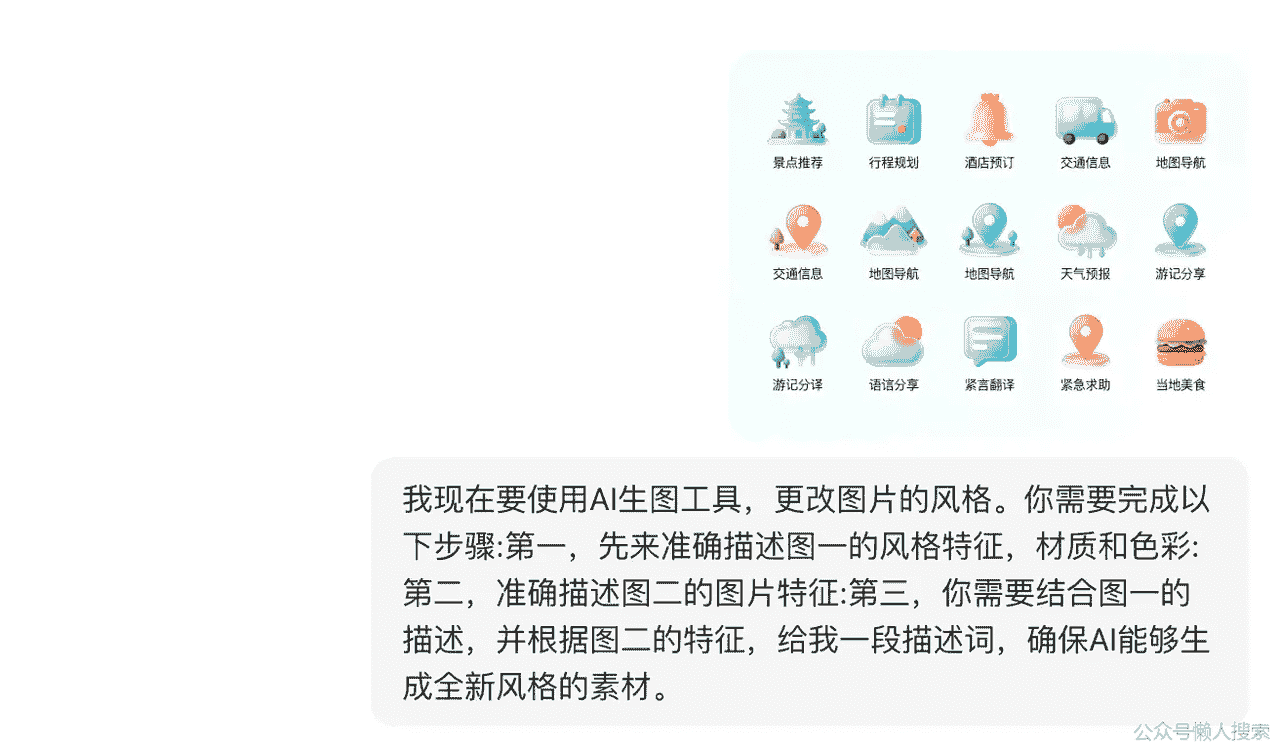 景点推荐 行程规划 酒店预订 交通信息 地图导航
交通信息 地图导航 地图导航 天气预报 游记分享
游记分译 语言分享 紧言翻译 紧急求助 当地美食
我现在要使用AI生图工具，更改图片的风格。你需要完成以
下步骤:第一，先来准确描述图一的风格特征，材质和色彩:
第二，准确描述图二的图片特征:第三，你需要结合图一的
描述，并根据图二的特征，给我一段描述词，确保AI能够生
成全新风格的素材。
公众号懒人搜索